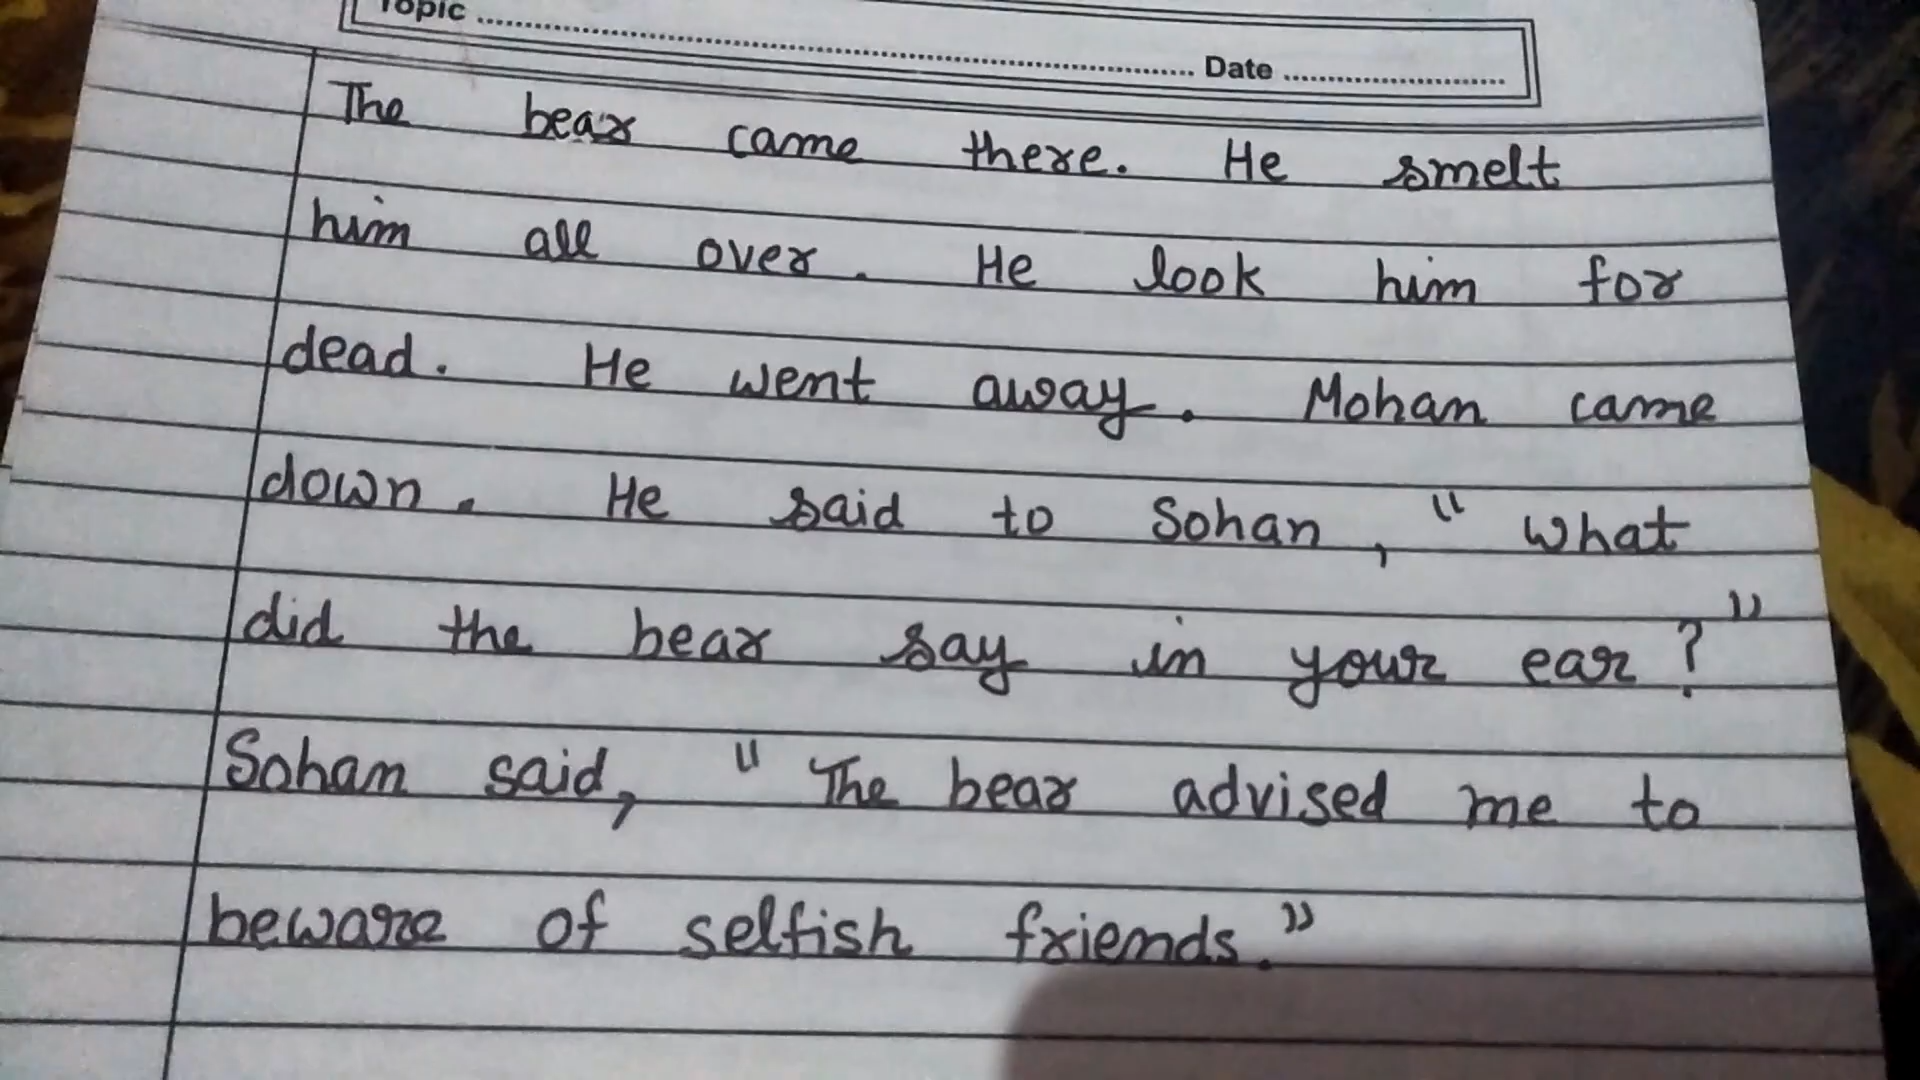 Topic ........ Date ........
The bear came there. He smelt
him all over. He look him for
dead. He went away. Mohan came
down. He said to Sohan, “ What
did the bear say in your ear? ”
Sohan said, “ The bear advised me to
beware of selfish friends.”